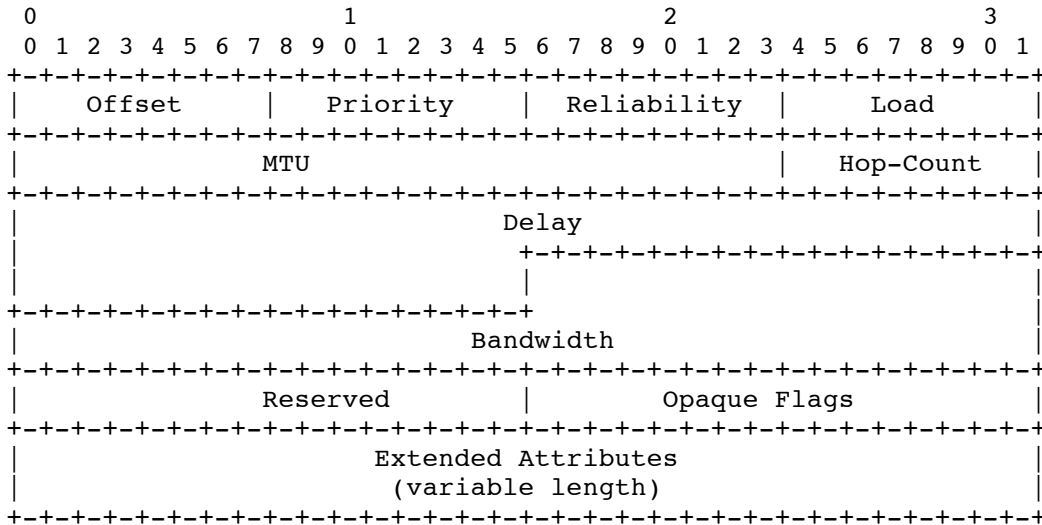 0                   1                   2                   3
 0 1 2 3 4 5 6 7 8 9 0 1 2 3 4 5 6 7 8 9 0 1 2 3 4 5 6 7 8 9 0 1
+-+-+-+-+-+-+-+-+-+-+-+-+-+-+-+-+-+-+-+-+-+-+-+-+-+-+-+-+-+-+-+-+
|    Offset     |   Priority    |  Reliability  |     Load      |
+-+-+-+-+-+-+-+-+-+-+-+-+-+-+-+-+-+-+-+-+-+-+-+-+-+-+-+-+-+-+-+-+
|               MTU                             |   Hop-Count   |
+-+-+-+-+-+-+-+-+-+-+-+-+-+-+-+-+-+-+-+-+-+-+-+-+-+-+-+-+-+-+-+-+
|                              Delay                            |
|                               +-+-+-+-+-+-+-+-+-+-+-+-+-+-+-+-+
|                               |                               |
+-+-+-+-+-+-+-+-+-+-+-+-+-+-+-+-+                               |
|                            Bandwidth                          |
+-+-+-+-+-+-+-+-+-+-+-+-+-+-+-+-+-+-+-+-+-+-+-+-+-+-+-+-+-+-+-+-+
|               Reserved        |        Opaque Flags           |
+-+-+-+-+-+-+-+-+-+-+-+-+-+-+-+-+-+-+-+-+-+-+-+-+-+-+-+-+-+-+-+-+
|                      Extended Attributes                      |
|                       (variable length)                       |
+-+-+-+-+-+-+-+-+-+-+-+-+-+-+-+-+-+-+-+-+-+-+-+-+-+-+-+-+-+-+-+-+